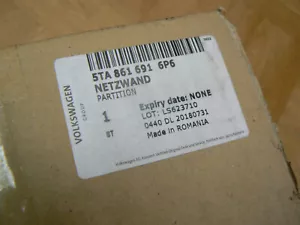 VOLKSWAGEN
GROUP
5TA 861 691 6P6
NETZWAND
PARTITION
1
ST
Expiry date: NONE
LOT: LS623710
0440 DL 20180731
Made in ROMANIA